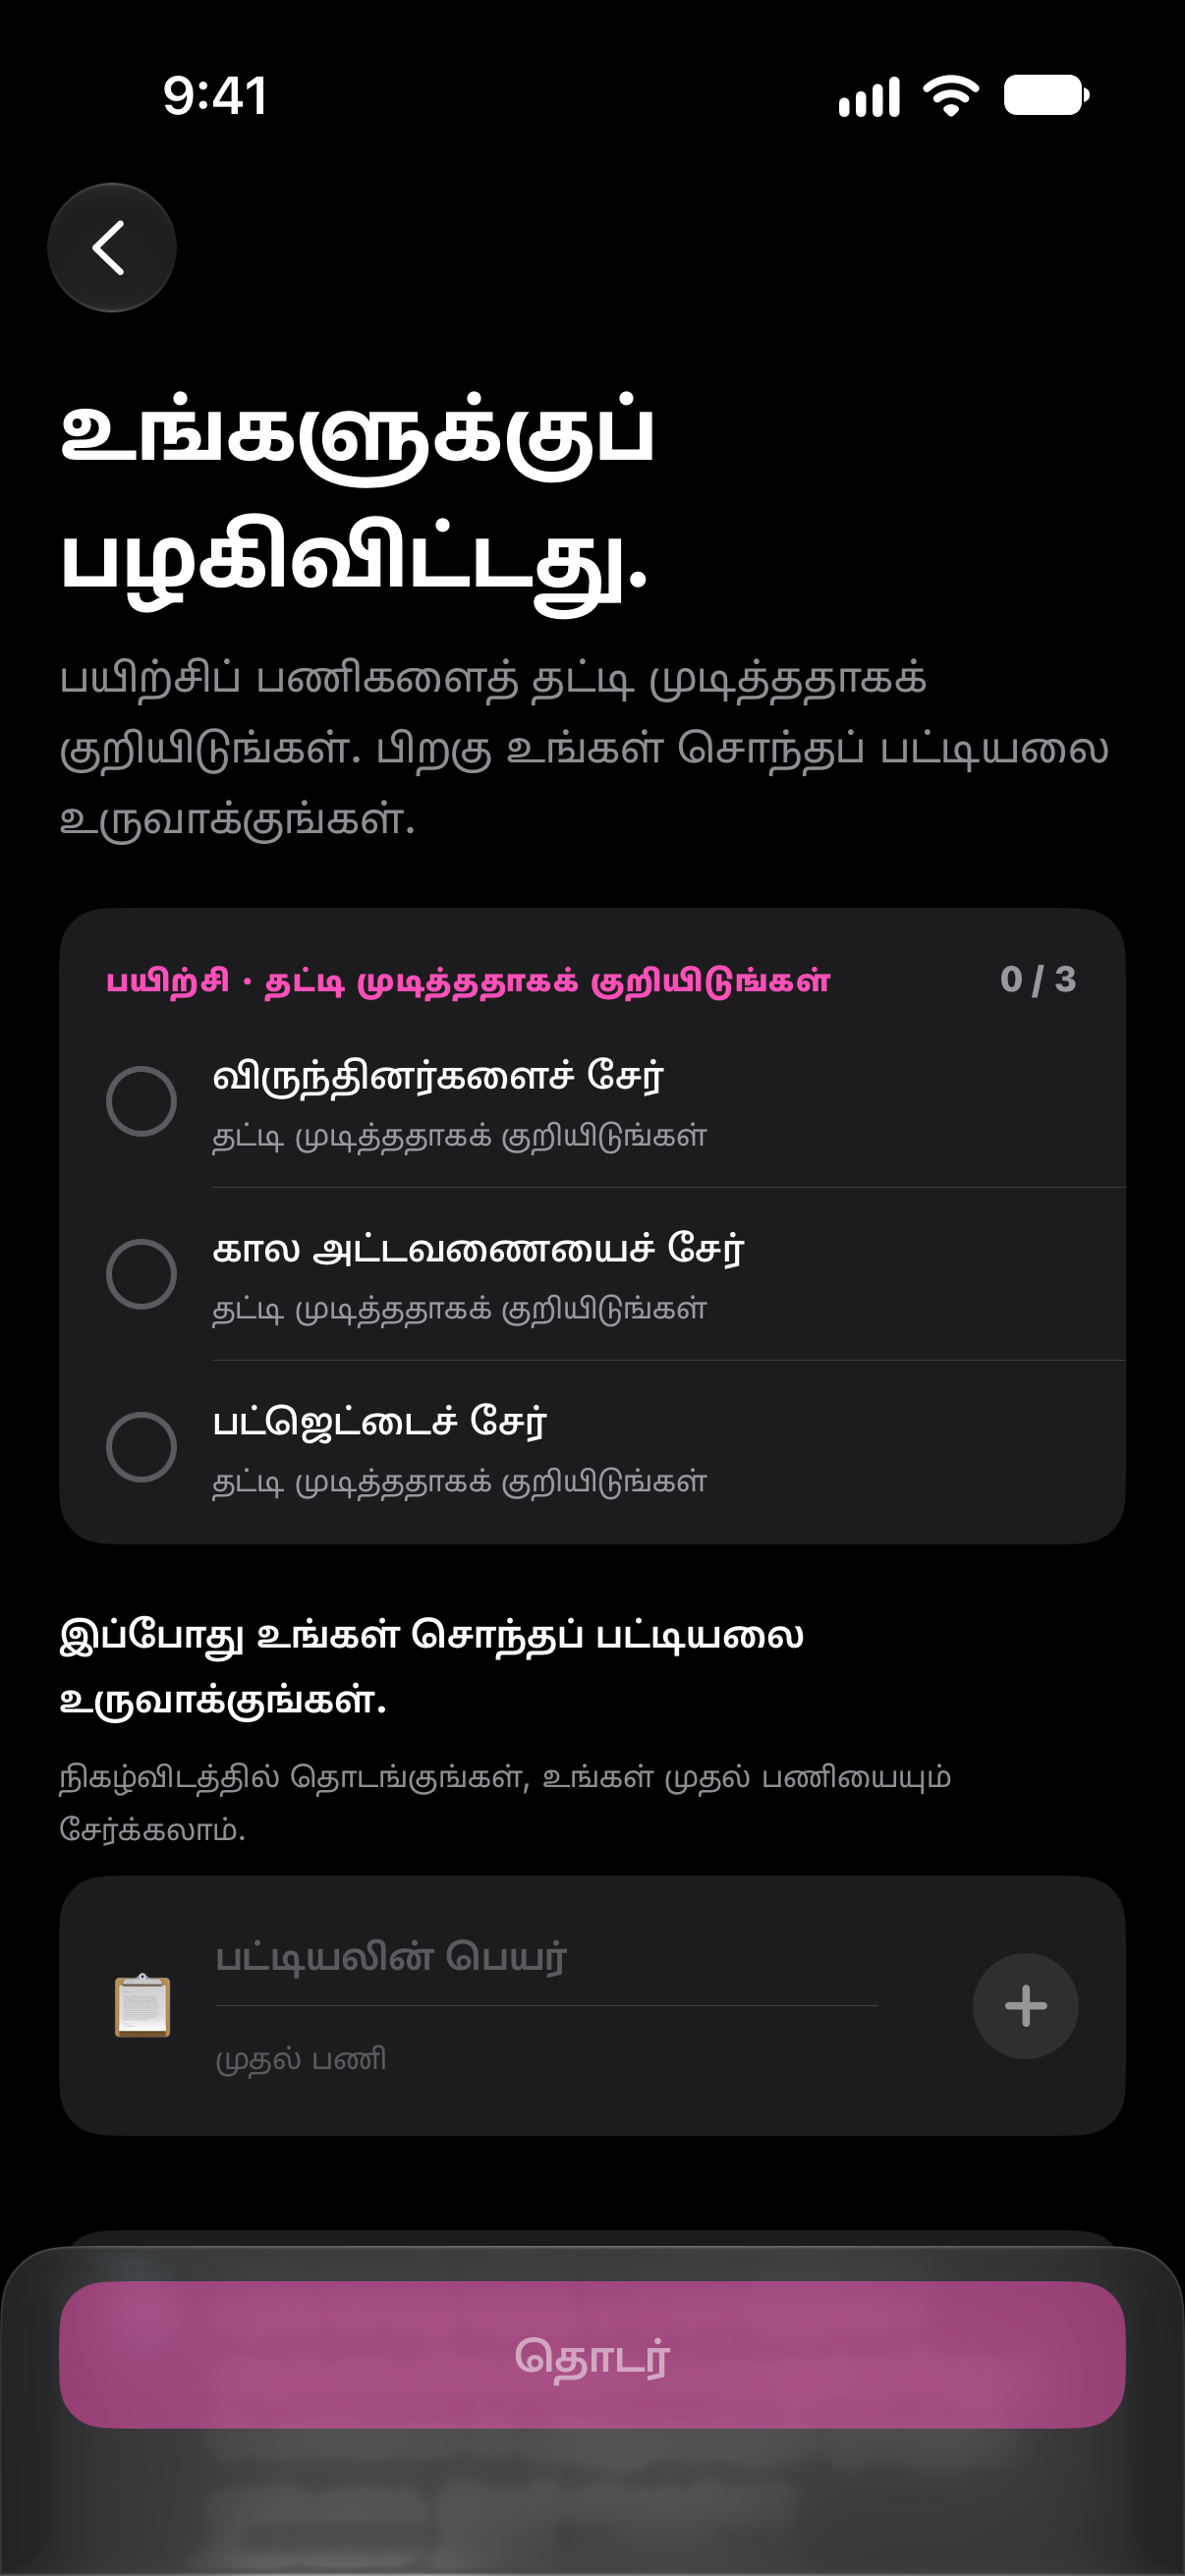 9:41
உங்களுக்குப்
பழகிவிட்டது.
பயிற்சிப் பணிகளைத் தட்டி முடித்ததாகக்
குறியிடுங்கள். பிறகு உங்கள் சொந்தப் பட்டியலை
உருவாக்குங்கள்.
பயிற்சி · தட்டி முடித்ததாகக் குறியிடுங்கள் 0 / 3
விருந்தினர்களைச் சேர்
தட்டி முடித்ததாகக் குறியிடுங்கள்
கால அட்டவணையைச் சேர்
தட்டி முடித்ததாகக் குறியிடுங்கள்
பட்ஜெட்டைச் சேர்
தட்டி முடித்ததாகக் குறியிடுங்கள்
இப்போது உங்கள் சொந்தப் பட்டியலை
உருவாக்குங்கள்.
நிகழ்விடத்தில் தொடங்குங்கள், உங்கள் முதல் பணியையும்
சேர்க்கலாம்.
பட்டியலின் பெயர்
முதல் பணி
தொடர்